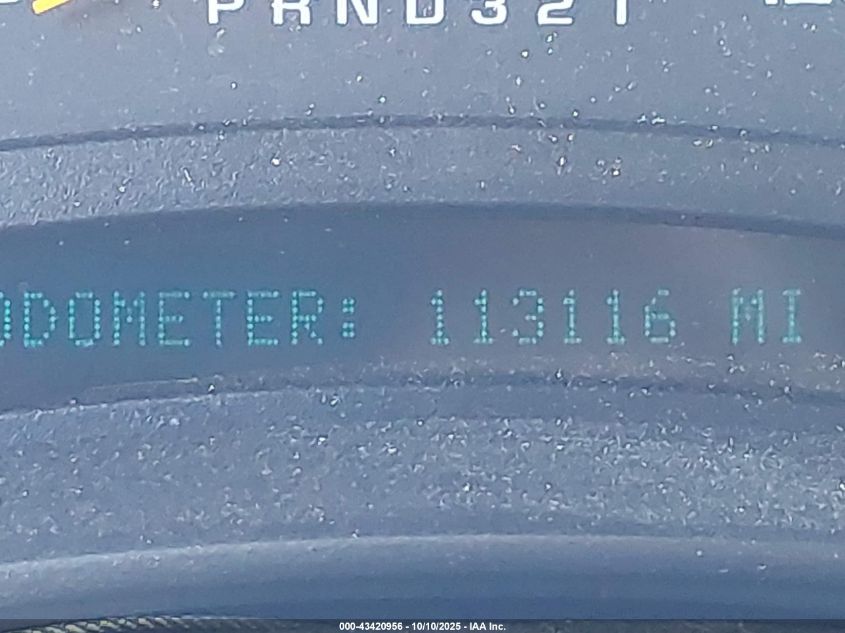 PRND321
ODOMETER: 113116 MI
000-43420956 - 10/10/2025 - IAA Inc.